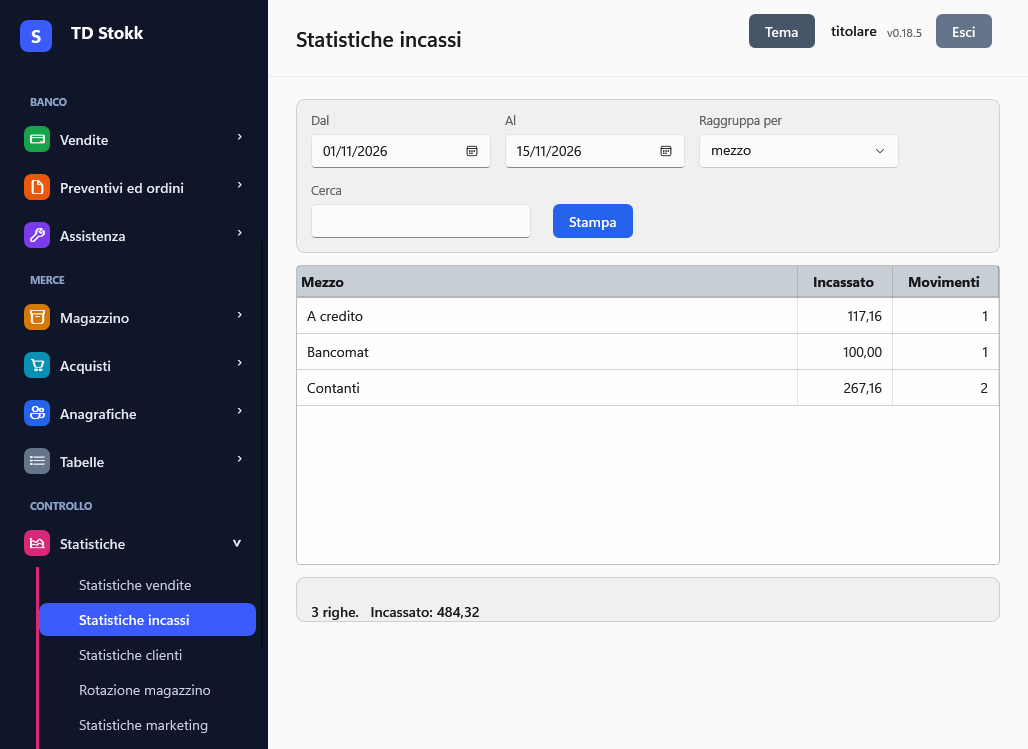 S TD Stokk
BANCO
Vendite
Preventivi ed ordini
Assistenza
MERCE
Magazzino
Acquisti
Anagrafiche
Tabelle
CONTROLLO
Statistiche
Statistiche vendite
Statistiche incassi
Statistiche clienti
Rotazione magazzino
Statistiche marketing
Statistiche incassi
Tema titolare v0.18.5 Esci
Dal Al Raggruppa per
01/11/2026 15/11/2026 mezzo
Cerca
Stampa
Mezzo Incassato Movimenti
A credito 117,16 1
Bancomat 100,00 1
Contanti 267,16 2
3 righe. Incassato: 484,32